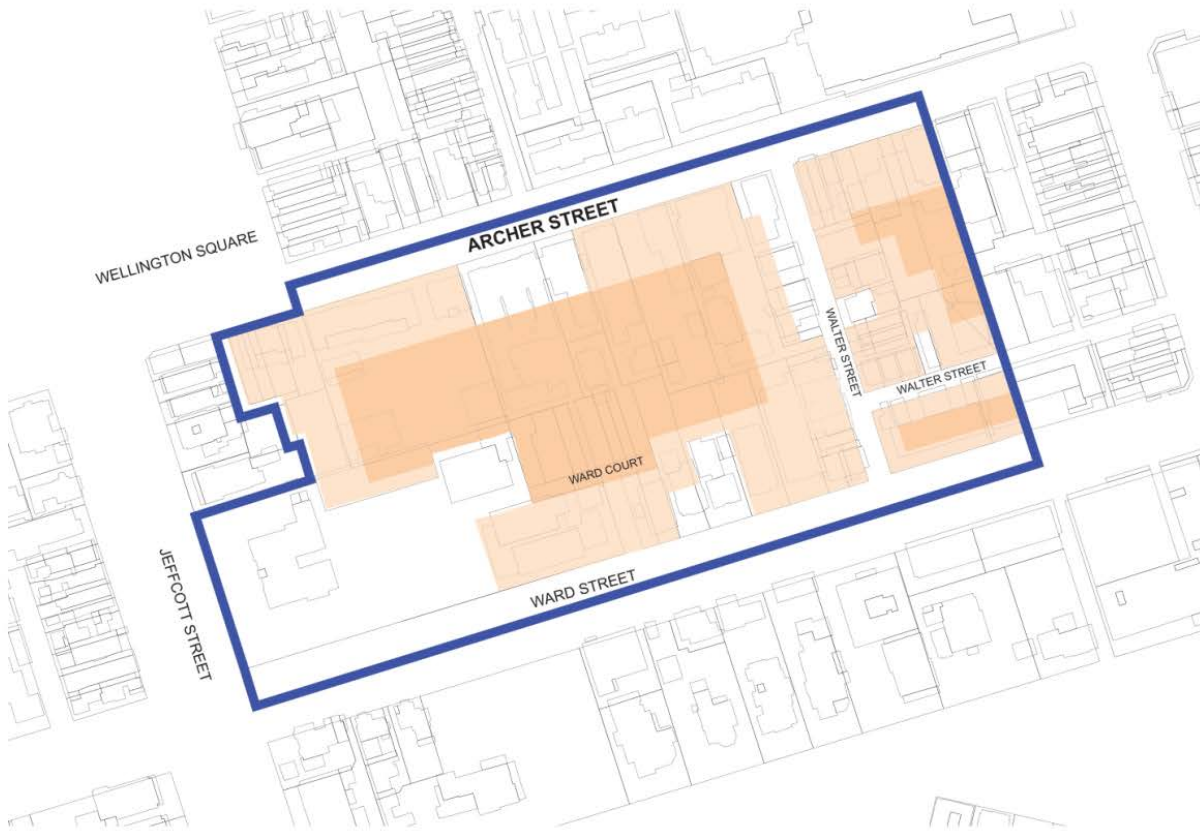 ARCHER STREET
WELLINGTON SQUARE
WALTER STREET
WALTER STREET
WARD COURT
WARD STREET
JEFFCOTT STREET